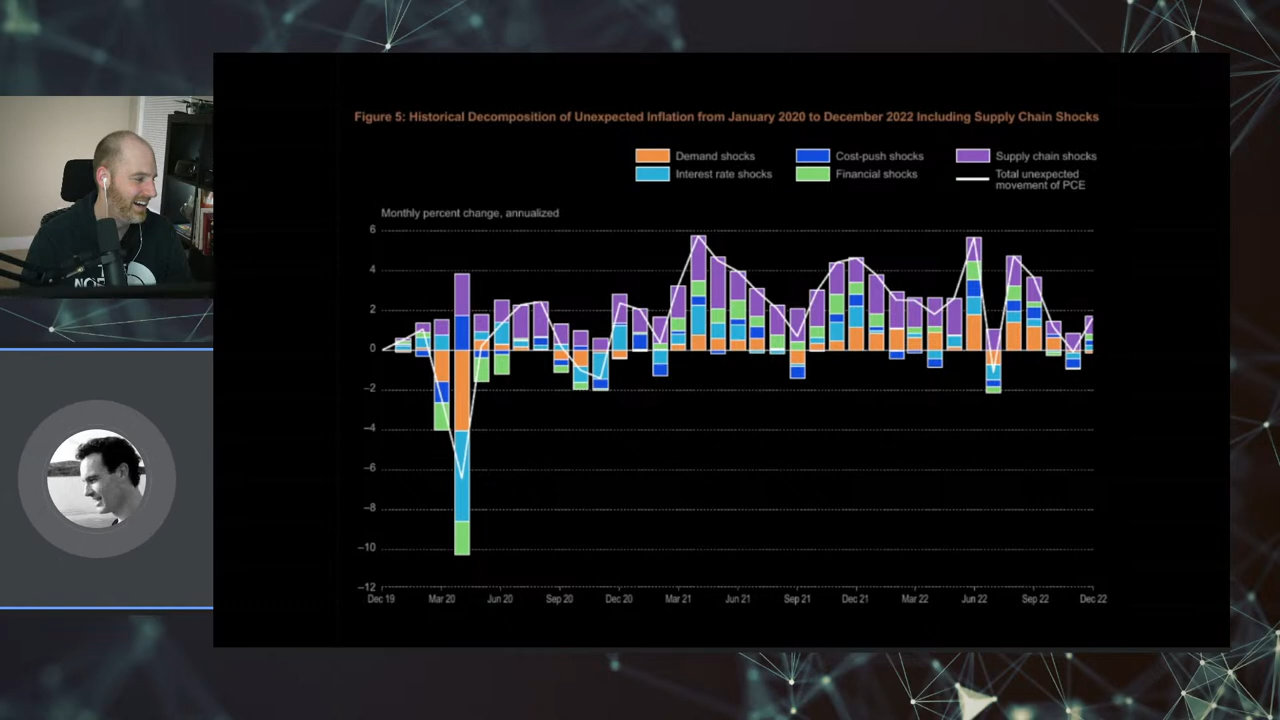 Figure 5: Historical Decomposition of Unexpected Inflation from January 2020 to December 2022 Including Supply Chain Shocks
Demand shocks
Cost-push shocks
Supply chain shocks
Interest rate shocks
Financial shocks
Total unexpected
movement of PCE
Monthly percent change, annualized
6
4
2
0
−2
−4
−6
−8
−10
−12
Dec 19
Mar 20
Jun 20
Sep 20
Dec 20
Mar 21
Jun 21
Sep 21
Dec 21
Mar 22
Jun 22
Sep 22
Dec 22